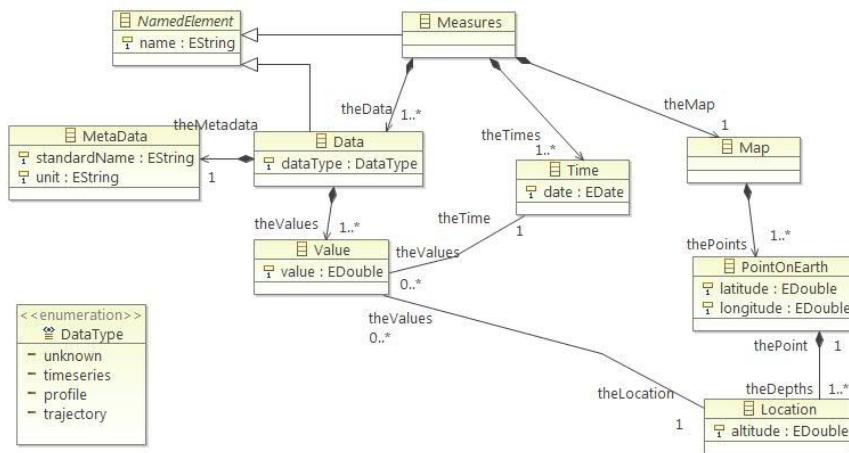 NamedElement
name : EString
Measures
theMap
1
theData
1..*
theTimes
1..*
theMetadata
1
MetaData
standardName : EString
unit : EString
Data
dataType : DataType
Time
date : EDate
Map
theValues
1..*
theTime
1
thePoints
1..*
Value
value : EDouble
theValues
0..*
PointOnEarth
latitude : EDouble
longitude : EDouble
<<enumeration>>
DataType
unknown
timeseries
profile
trajectory
theValues
0..*
thePoint
1
theDepths
1..*
theLocation
1
Location
altitude : EDouble